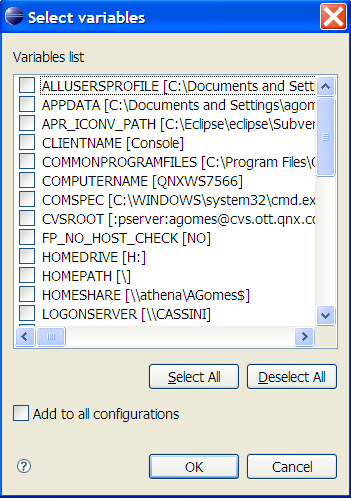 Select variables
Variables list
ALLUSERSPROFILE [C:\Documents and Setti
APPDATA [C:\Documents and Settings\agom
APR_ICONV_PATH [C:\Eclipse\eclipse\Subver
CLIENTNAME [Console]
COMMONPROGRAMFILES [C:\Program Files\C
COMPUTERNAME [QNXWS7566]
COMSPEC [C:\WINDOWS\system32\cmd.ex
CVSROOT [:pserver:agomes@cvs.ott.qnx.co
FP_NO_HOST_CHECK [NO]
HOMEDRIVE [H:]
HOMEPATH [\]
HOMESHARE [\\athena\AGomes$]
LOGONSERVER [\\CASSINI]
Select All Deselect All
Add to all configurations
? OK Cancel